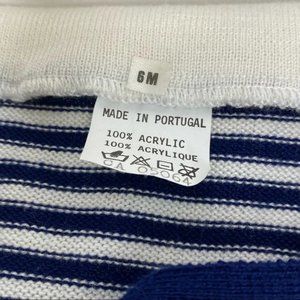 6M
MADE IN PORTUGAL
100% ACRYLIC
100% ACRYLIQUE
CA 05064